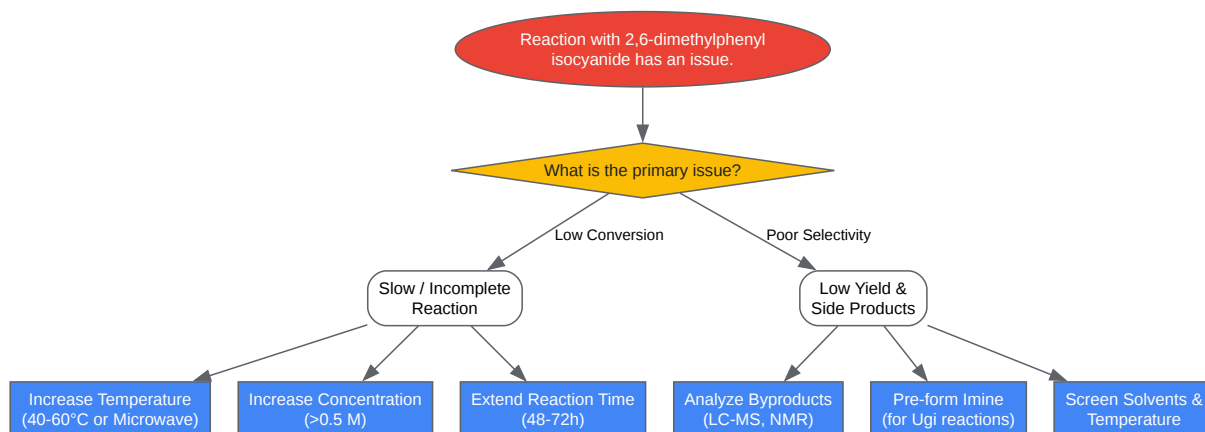 Reaction with 2,6-dimethylphenyl
isocyanide has an issue.
What is the primary issue?
Low Conversion
Poor Selectivity
Slow / Incomplete
Reaction
Low Yield &
Side Products
Increase Temperature
(40-60°C or Microwave)
Increase Concentration
(>0.5 M)
Extend Reaction Time
(48-72h)
Analyze Byproducts
(LC-MS, NMR)
Pre-form Imine
(for Ugi reactions)
Screen Solvents &
Temperature